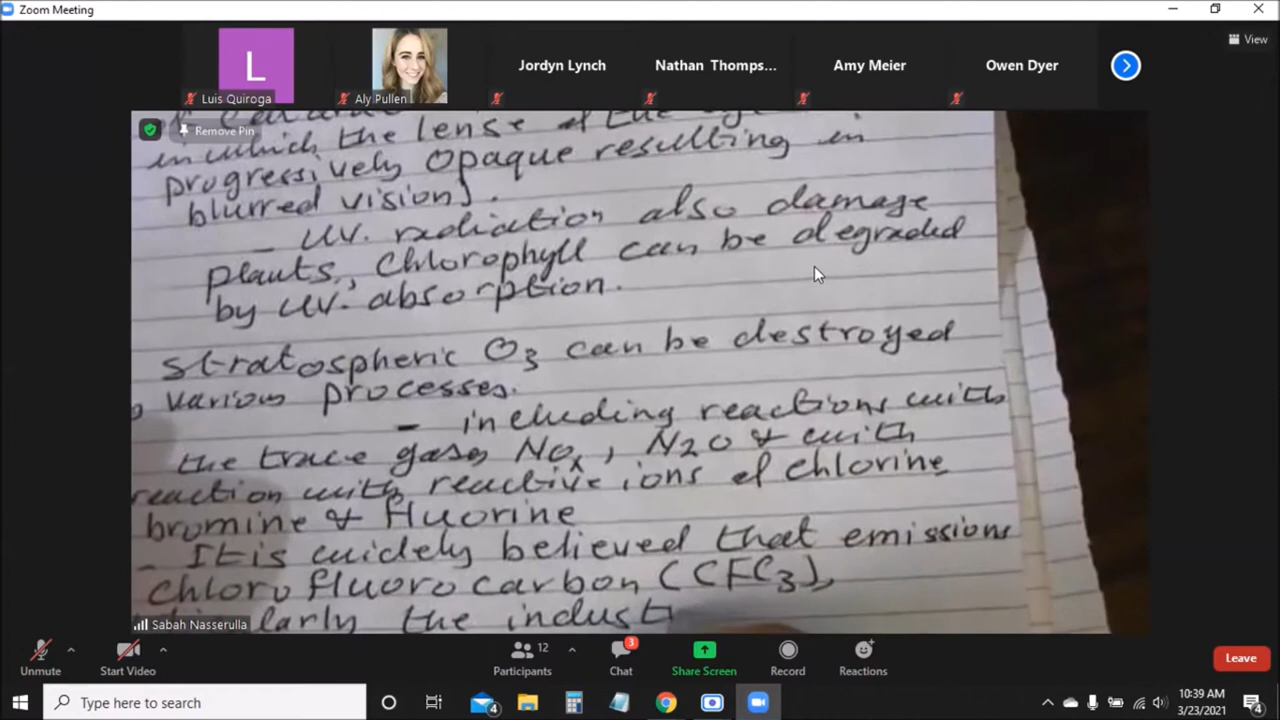 Zoom Meeting
View
L
Jordyn Lynch
Nathan Thomps...
Amy Meier
Owen Dyer
Luis Quiroga
Aly Pullen
Remove Pin
in which the lense of the
progressively opaque resulting in
blurred vision).
- U.V. radiation also damage
plants, Chlorophyll can be degraded
by U.V. absorption.
Stratospheric O3 can be destroyed
various processes.
- including reactions with
the trace gases NOx, N2O & with
reaction with reactive ions of chlorine
bromine & fluorine
- It is widely believed that emissions
chlorofluoro carbon (CFC3),
larly the indust
Sabah Nasserulla
Unmute
Start Video
12
Participants
3
Chat
Share Screen
Record
Reactions
Leave
Type here to search
4
10:39 AM
3/23/2021
4